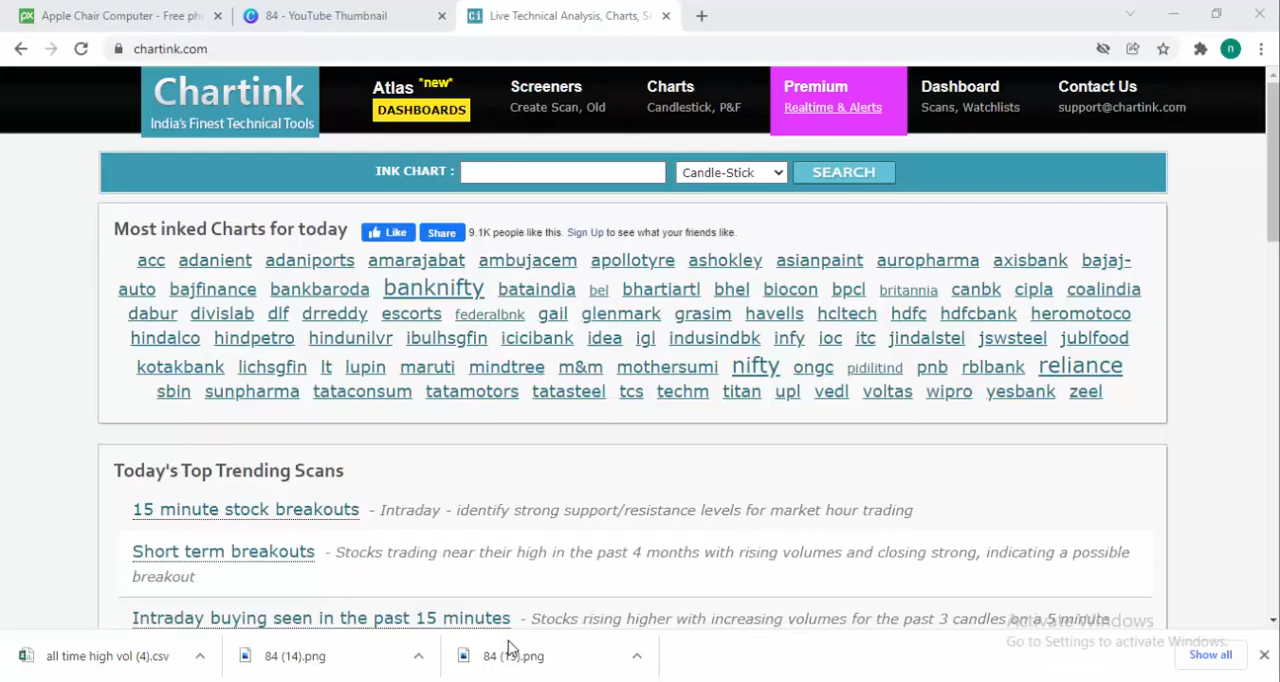 Apple Chair Computer - Free ph
84 - YouTube Thumbnail
Live Technical Analysis, Charts, S
chartink.com
Chartink
India's Finest Technical Tools
Atlas *new*
DASHBOARDS
Screeners
Create Scan, Old
Charts
Candlestick, P&F
Premium
Realtime & Alerts
Dashboard
Scans, Watchlists
Contact Us
support@chartink.com
INK CHART :
Candle-Stick
SEARCH
Most inked Charts for today
Like
Share
9.1K people like this. Sign Up to see what your friends like.
acc adanient adaniports amarajabat ambujacem apollotyre ashokley asianpaint auropharma axisbank bajaj-
auto bajfinance bankbaroda banknifty bataindia bel bhartiartl bhel biocon bpcl britannia canbk cipla coalindia
dabur divislab dlf drreddy escorts federalbnk gail glenmark grasim havells hcltech hdfc hdfcbank heromotoco
hindalco hindpetro hindunilvr ibulhsgfin icicibank idea igl indusindbk infy ioc itc jindalstel jswsteel jublfood
kotakbank lichsgfin lt lupin maruti mindtree m&m mothersumi nifty ongc pidilitind pnb rblbank reliance
sbin sunpharma tataconsum tatamotors tatasteel tcs techm titan upl vedl voltas wipro yesbank zeel
Today's Top Trending Scans
15 minute stock breakouts - Intraday - identify strong support/resistance levels for market hour trading
Short term breakouts - Stocks trading near their high in the past 4 months with rising volumes and closing strong, indicating a possible
breakout
Intraday buying seen in the past 15 minutes - Stocks rising higher with increasing volumes for the past 3 candles on a 5 minute
Activate Windows
Go to Settings to activate Windows.
all time high vol (4).csv
84 (14).png
Show all